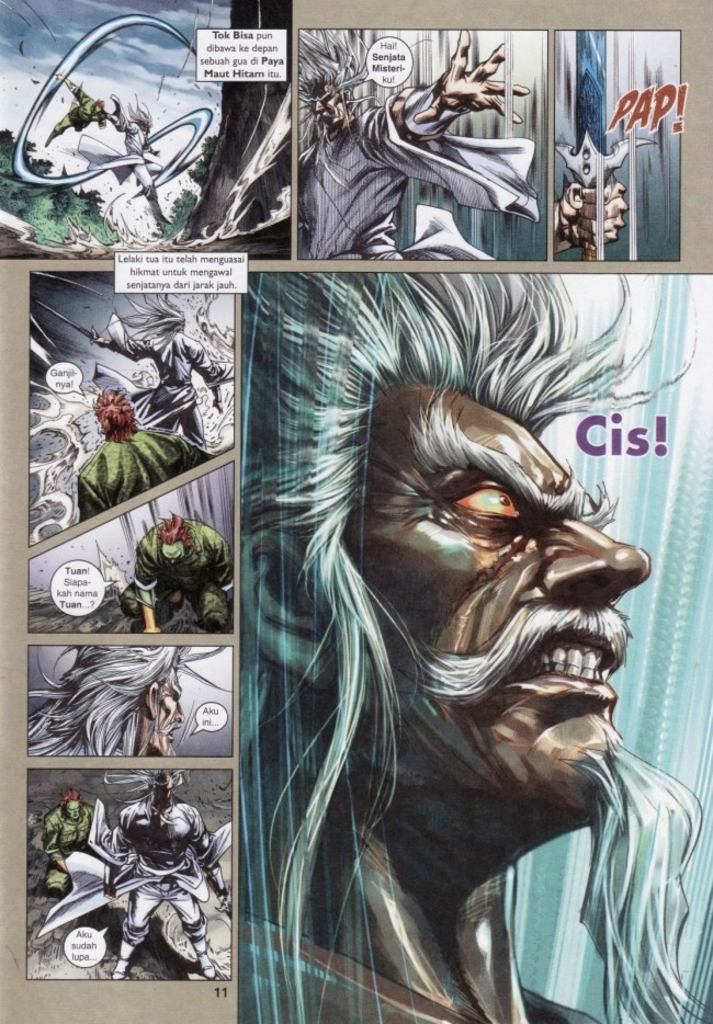 Tok Bisa pun
dibawa ke depan
sebuah gua di Paya
Maut Hitam itu.
Hai!
Senjata
Misteri-
ku!
PAP!
Lelaki tua itu telah menguasai
hikmat untuk mengawal
senjatanya dari jarak jauh.
Ganjil-
nya!
Cis!
Tuan!
Siapa-
kah nama
Tuan...?
Aku
ini...
Aku
sudah
lupa...
11